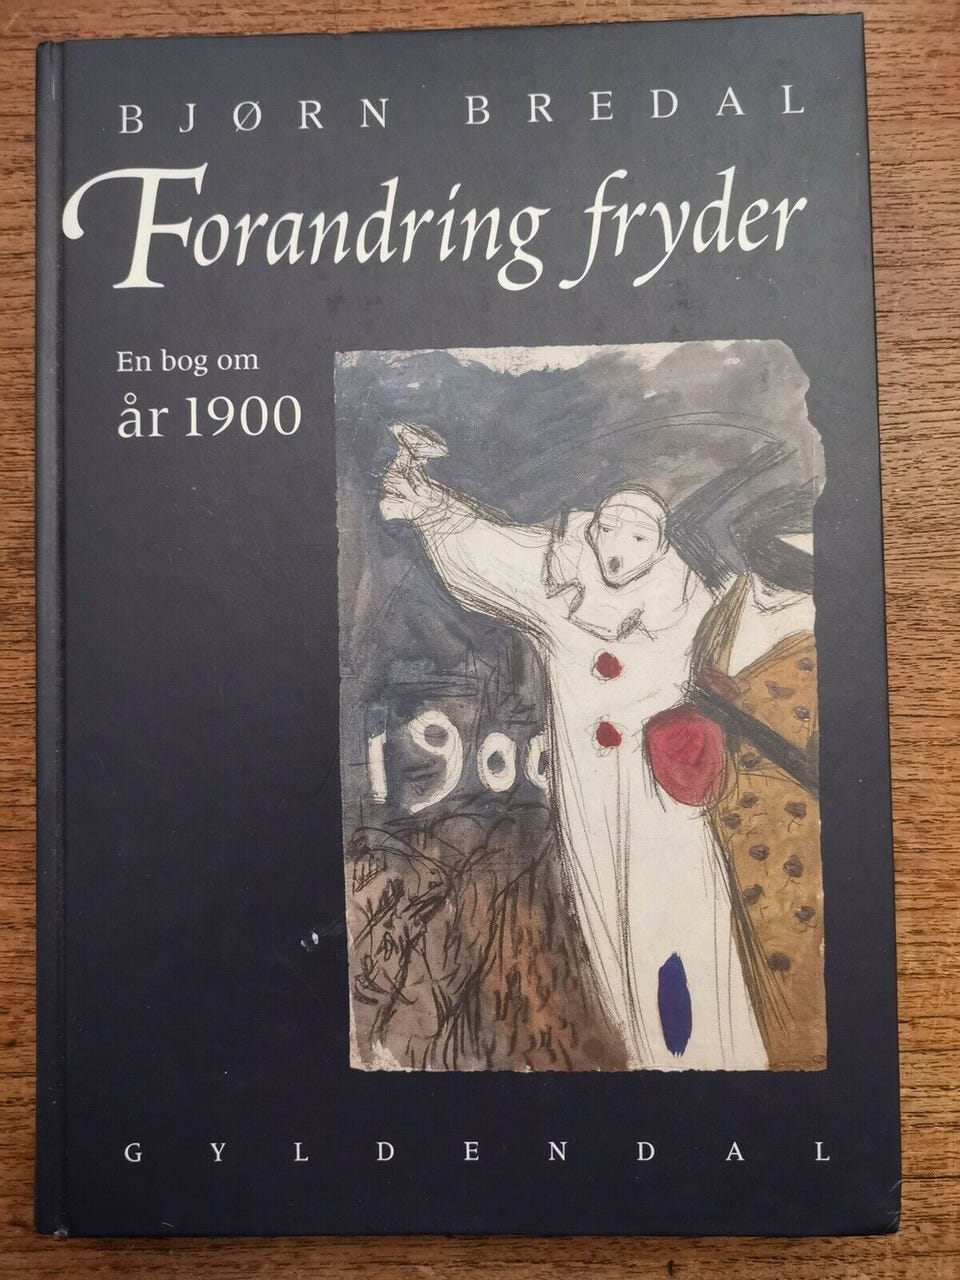 BJØRN BREDAL
Forandring fryder
En bog om
år 1900
1900
GYLDENDAL